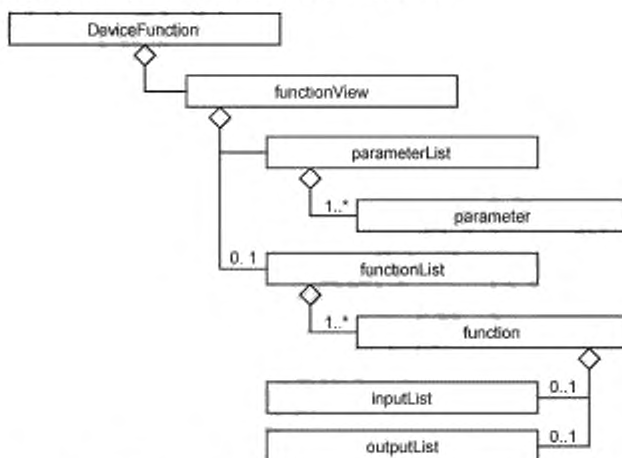 DeviceFunction
functionView
parameterList
1..*
parameter
0. 1
functionList
1..*
function
0..1
inputList
0..1
outputList